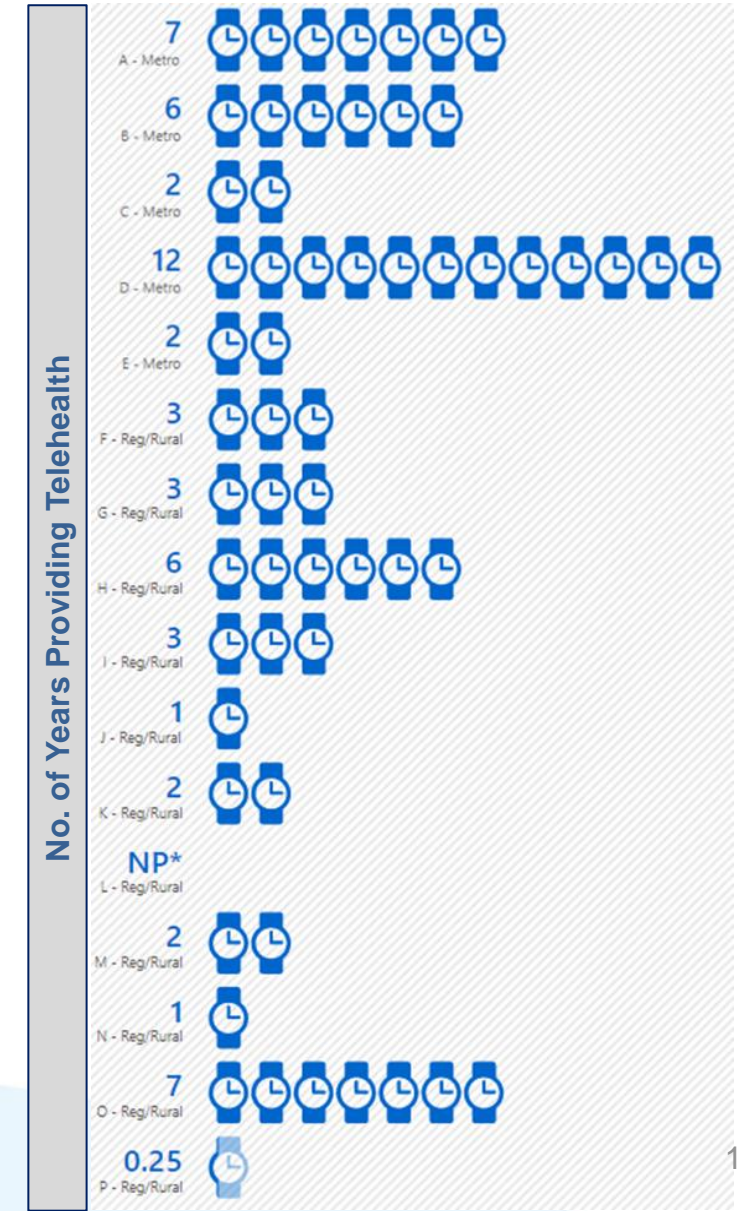 No. of Years Providing Telehealth
7
A - Metro
6
B - Metro
2
C - Metro
12
D - Metro
2
E - Metro
3
F - Reg/Rural
3
G - Reg/Rural
6
H - Reg/Rural
3
I - Reg/Rural
1
J - Reg/Rural
2
K - Reg/Rural
NP*
L - Reg/Rural
2
M - Reg/Rural
1
N - Reg/Rural
7
O - Reg/Rural
0.25
P - Reg/Rural
1